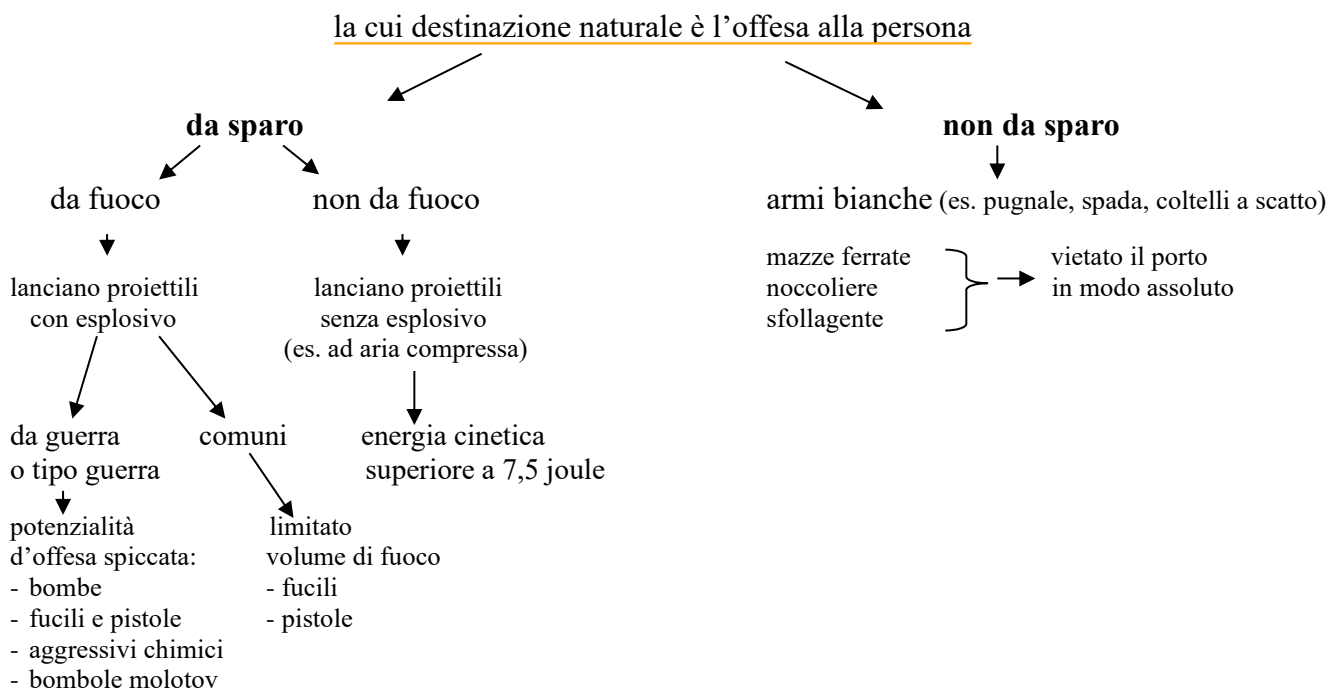 la cui destinazione naturale è l’offesa alla persona
da sparo
non da sparo
da fuoco
non da fuoco
armi bianche (es. pugnale, spada, coltelli a scatto)
lanciano proiettili
con esplosivo
lanciano proiettili
senza esplosivo
(es. ad aria compressa)
mazze ferrate
noccoliere
sfollagente
vietato il porto
in modo assoluto
da guerra
o tipo guerra
comuni
energia cinetica
superiore a 7,5 joule
potenzialità
d’offesa spiccata:
- bombe
- fucili e pistole
- aggressivi chimici
- bombole molotov
limitato
volume di fuoco
- fucili
- pistole